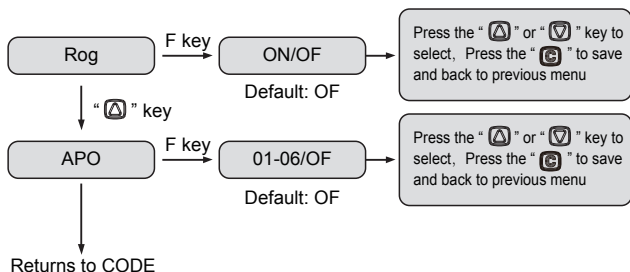 Rog
F key
ON/OF
Default: OF
Press the “ △ ” or “ ▽ ” key to
select, Press the “ C ” to save
and back to previous menu
“ △ ” key
APO
F key
01-06/OF
Default: OF
Press the “ △ ” or “ ▽ ” key to
select, Press the “ C ” to save
and back to previous menu
Returns to CODE